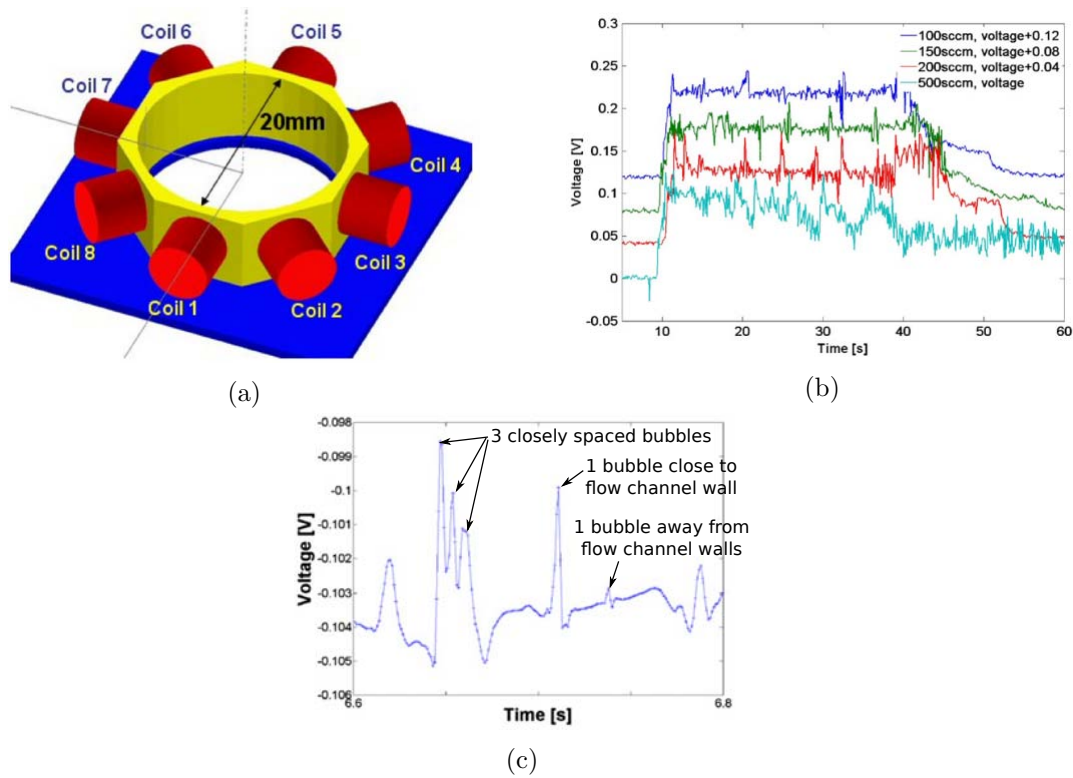 Coil 6
Coil 5
Coil 7
20mm
Coil 4
Coil 8
Coil 3
Coil 1
Coil 2
(a)
0.3
0.25
0.2
0.15
0.1
0.05
0
-0.05
Voltage [V]
100sccm, voltage+0.12
150sccm, voltage+0.08
200sccm, voltage+0.04
500sccm, voltage
10
20
30
40
50
60
Time [s]
(b)
-0.098
-0.099
-0.1
-0.101
-0.102
-0.103
-0.104
-0.105
-0.106
Voltage [V]
3 closely spaced bubbles
1 bubble close to
flow channel wall
1 bubble away from
flow channel walls
6.6
6.8
Time [s]
(c)